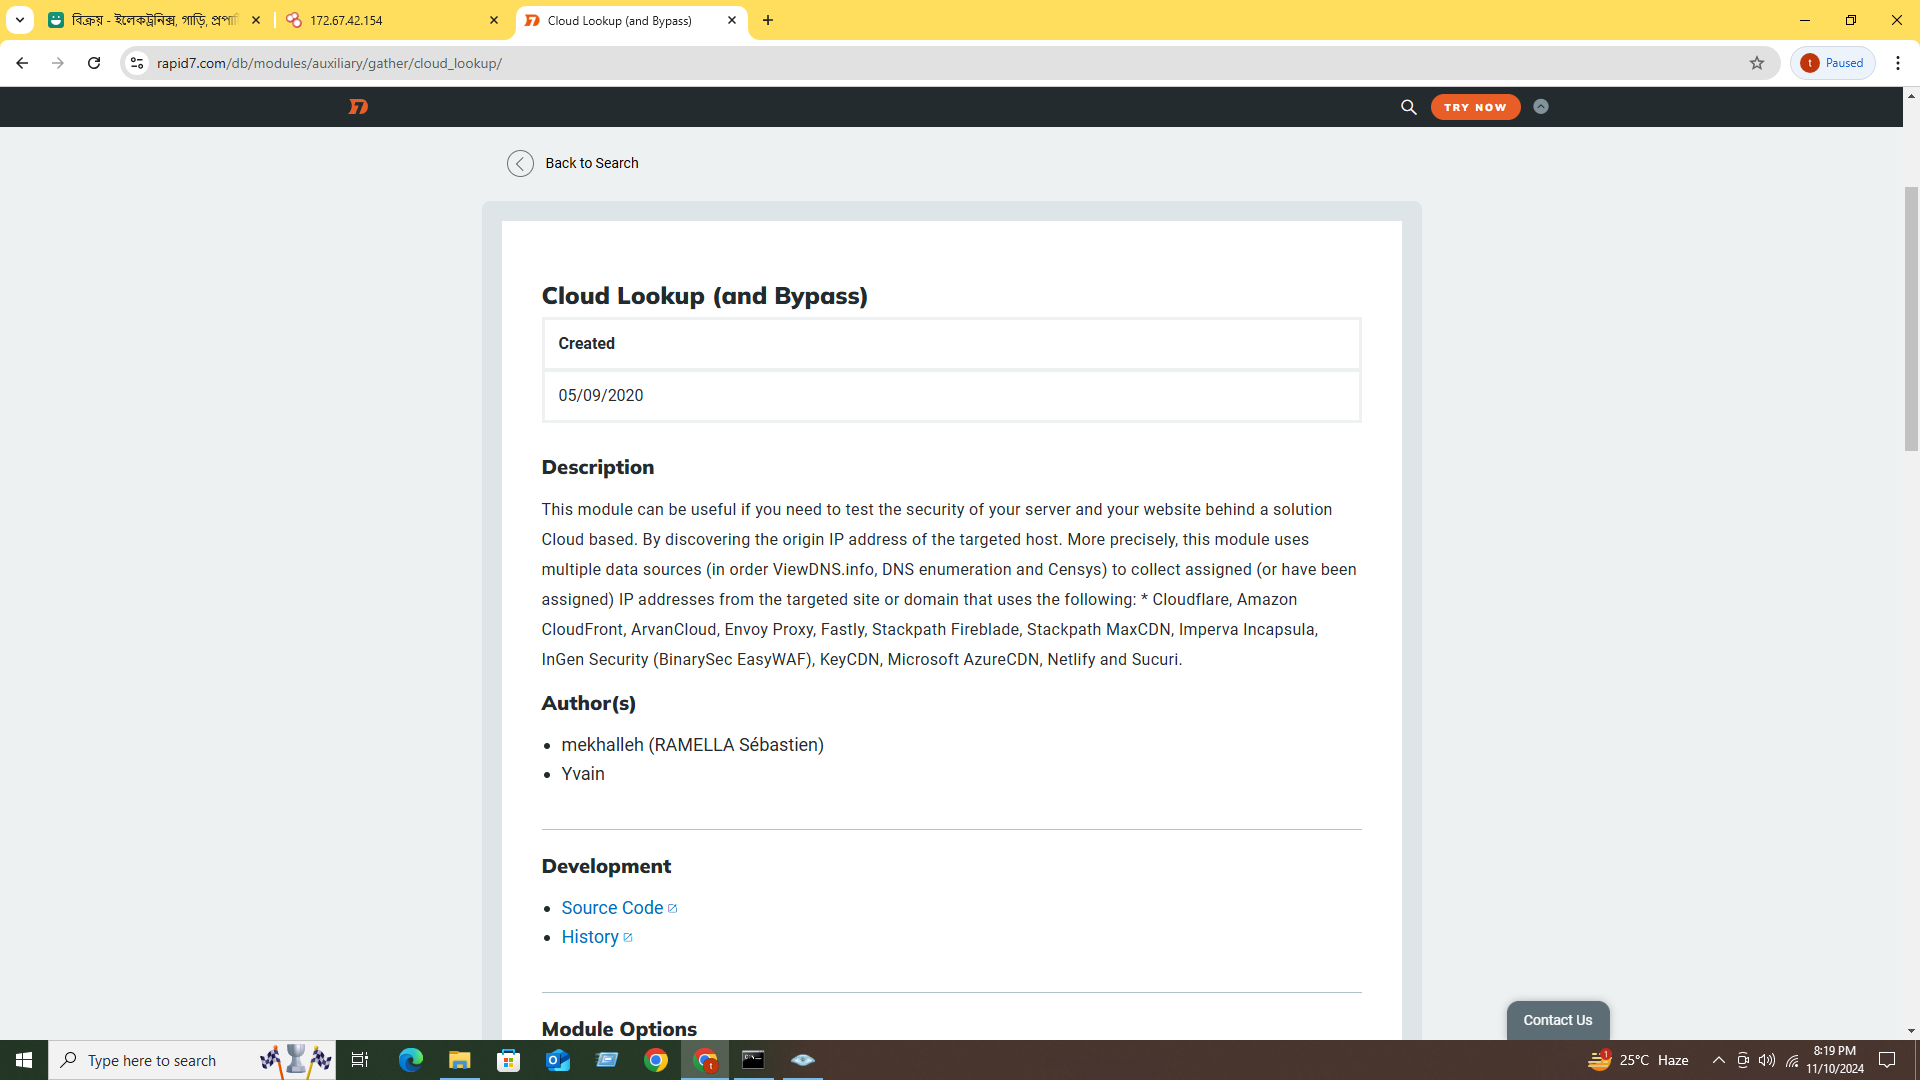 বিক্রয় - ইলেকট্রনিক্স, গাড়ি, প্রপা
172.67.42.154
Cloud Lookup (and Bypass)
rapid7.com/db/modules/auxiliary/gather/cloud_lookup/
t Paused
TRY NOW
Back to Search
Cloud Lookup (and Bypass)
Created
05/09/2020
Description
This module can be useful if you need to test the security of your server and your website behind a solution
Cloud based. By discovering the origin IP address of the targeted host. More precisely, this module uses
multiple data sources (in order ViewDNS.info, DNS enumeration and Censys) to collect assigned (or have been
assigned) IP addresses from the targeted site or domain that uses the following: * Cloudflare, Amazon
CloudFront, ArvanCloud, Envoy Proxy, Fastly, Stackpath Fireblade, Stackpath MaxCDN, Imperva Incapsula,
InGen Security (BinarySec EasyWAF), KeyCDN, Microsoft AzureCDN, Netlify and Sucuri.
Author(s)
• mekhalleh (RAMELLA Sébastien)
• Yvain
Development
• Source Code
• History
Module Options
Contact Us
Type here to search
1
25°C Haze
8:19 PM
11/10/2024